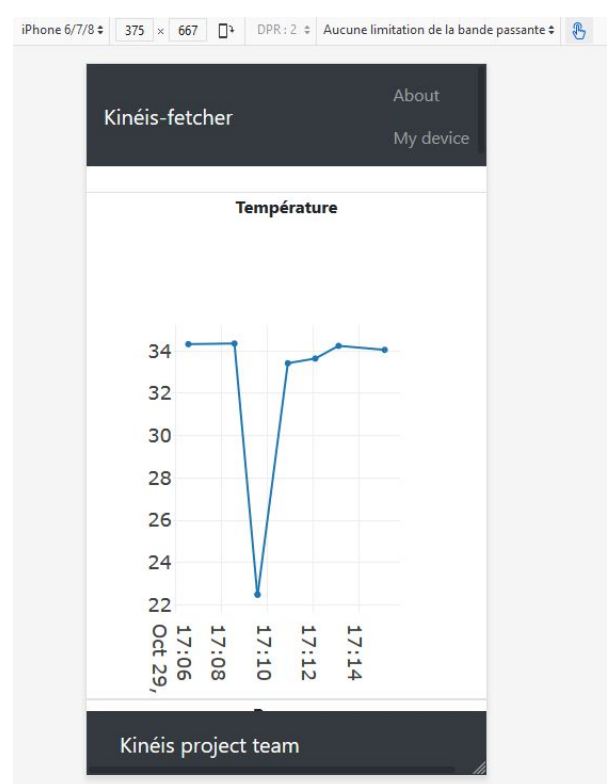 iPhone 6/7/8 375 × 667 DPR : 2 Aucune limitation de la bande passante
About
Kinéis-fetcher
My device
Température
34
32
30
28
26
24
22
17:06 17:08 17:10 17:12 17:14
Oct 29,
Kinéis project team